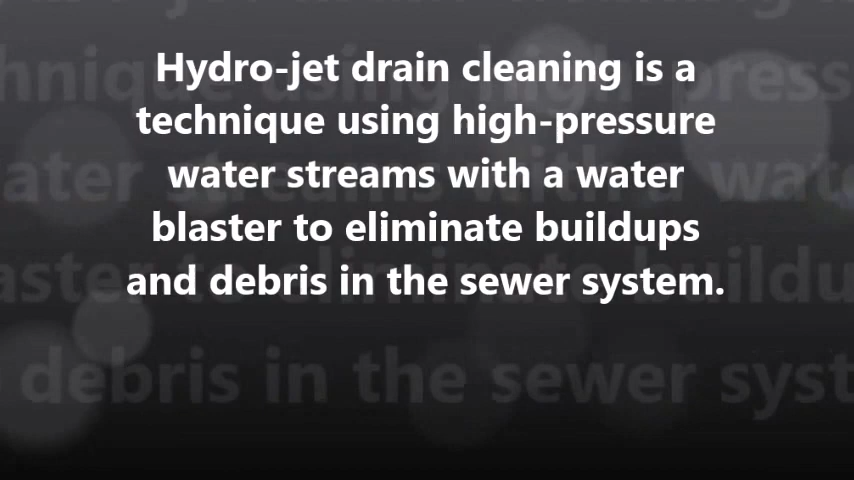 Hydro-jet drain cleaning is a
technique using high-pressure
water streams with a water
blaster to eliminate buildups
and debris in the sewer system.